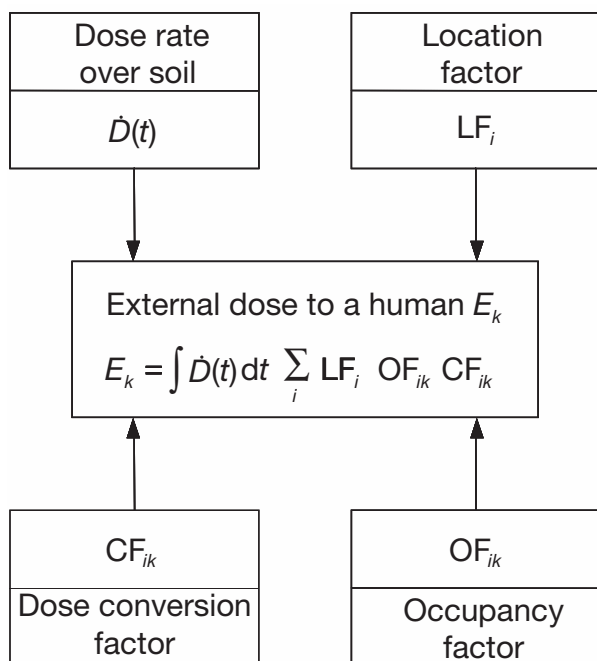 Dose rate
over soil
Ḋ(t)
Location
factor
LFᵢ
External dose to a human Eₖ
Eₖ = ∫ Ḋ(t) dt ∑ᵢ LFᵢ OFᵢₖ CFᵢₖ
CFᵢₖ
Dose conversion
factor
OFᵢₖ
Occupancy
factor